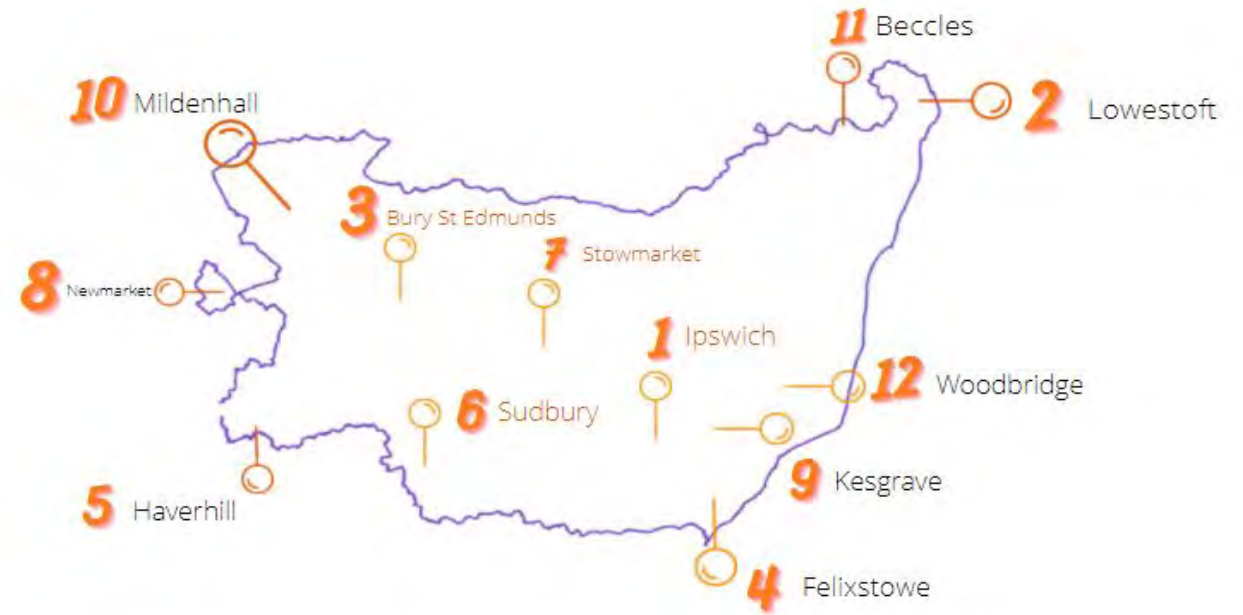 11 Beccles
10 Mildenhall
2 Lowestoft
3 Bury St Edmunds
7 Stowmarket
8 Newmarket
1 Ipswich
12 Woodbridge
6 Sudbury
9 Kesgrave
5 Haverhill
4 Felixstowe